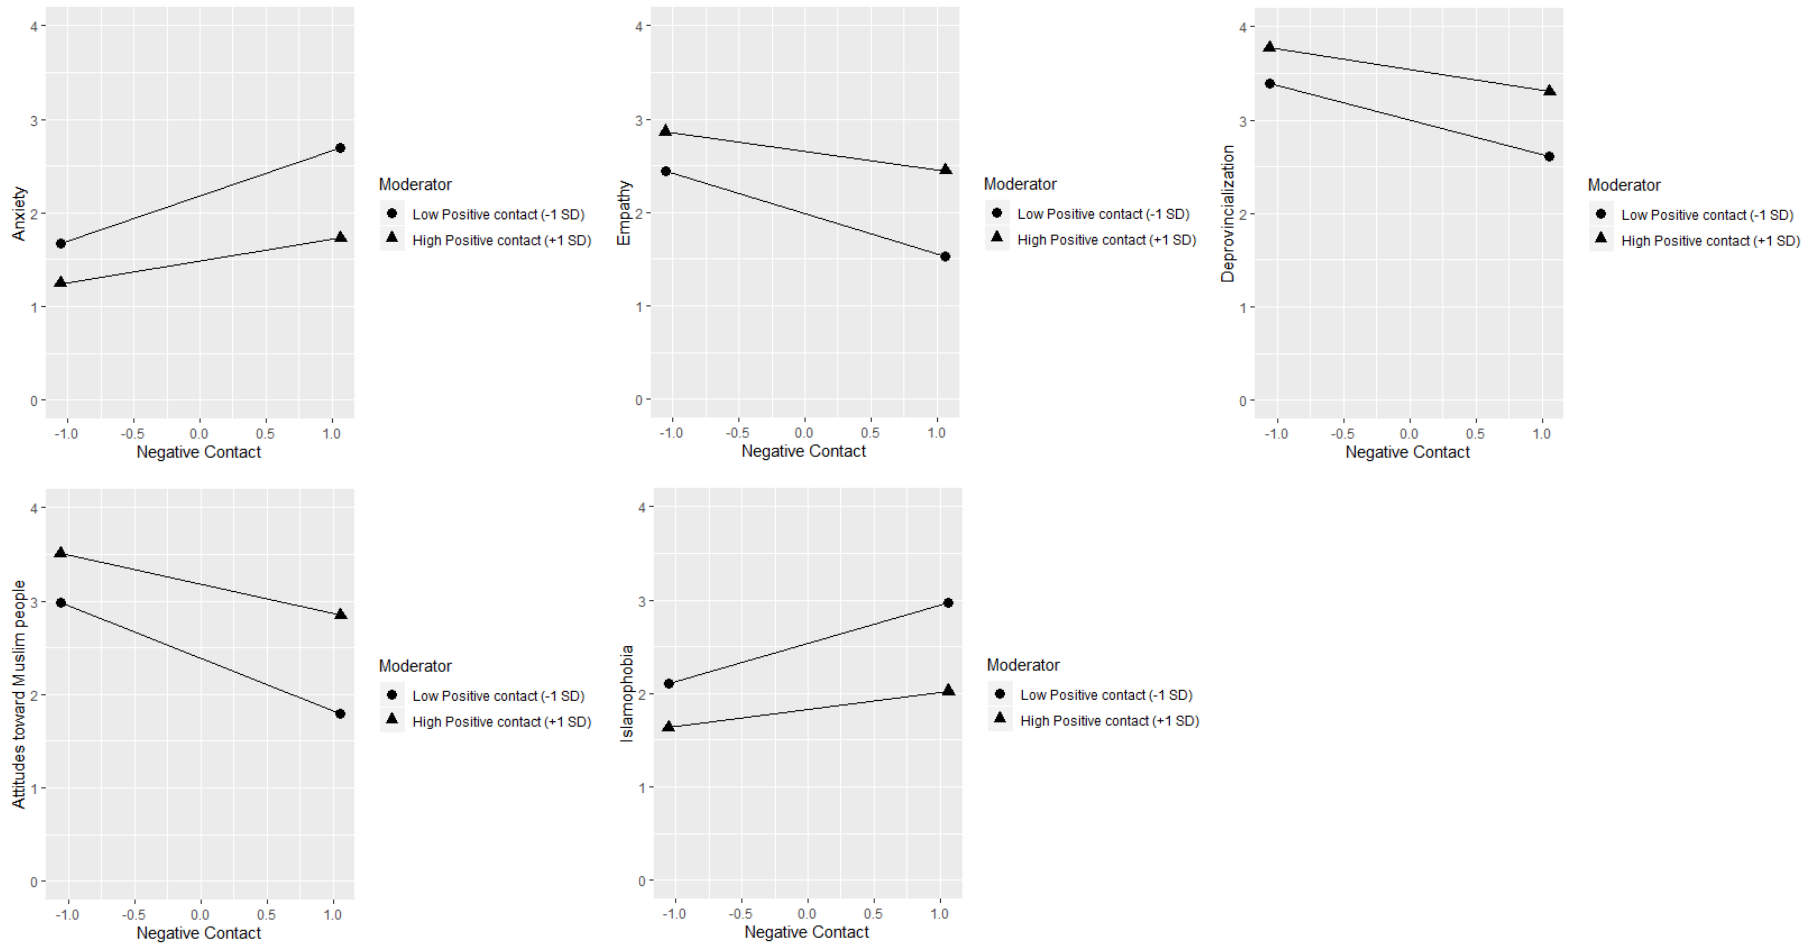 4
3
2
1
0
Anxiety
-1.0 -0.5 0.0 0.5 1.0
Negative Contact
Moderator
Low Positive contact (-1 SD)
High Positive contact (+1 SD)
4
3
2
1
0
Empathy
-1.0 -0.5 0.0 0.5 1.0
Negative Contact
Moderator
Low Positive contact (-1 SD)
High Positive contact (+1 SD)
4
3
2
1
0
Deprovincialization
-1.0 -0.5 0.0 0.5 1.0
Negative Contact
Moderator
Low Positive contact (-1 SD)
High Positive contact (+1 SD)
4
3
2
1
0
Attitudes toward Muslim people
-1.0 -0.5 0.0 0.5 1.0
Negative Contact
Moderator
Low Positive contact (-1 SD)
High Positive contact (+1 SD)
4
3
2
1
0
Islamophobia
-1.0 -0.5 0.0 0.5 1.0
Negative Contact
Moderator
Low Positive contact (-1 SD)
High Positive contact (+1 SD)